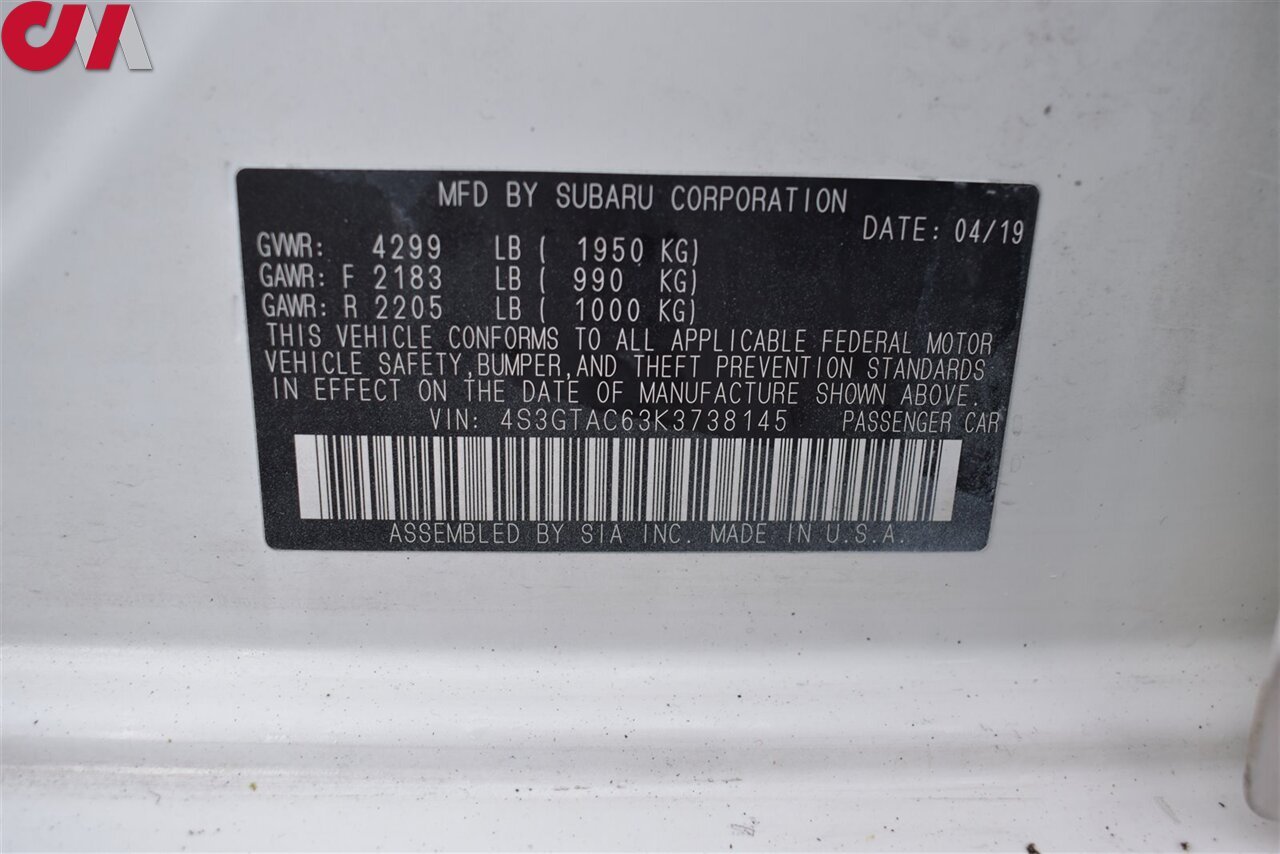 CM
MFD BY SUBARU CORPORATION
DATE: 04/19
GVWR: 4299 LB ( 1950 KG)
GAWR: F 2183 LB ( 990 KG)
GAWR: R 2205 LB ( 1000 KG)
THIS VEHICLE CONFORMS TO ALL APPLICABLE FEDERAL MOTOR
VEHICLE SAFETY, BUMPER, AND THEFT PREVENTION STANDARDS
IN EFFECT ON THE DATE OF MANUFACTURE SHOWN ABOVE.
VIN: 4S3GTAC63K3738145 PASSENGER CAR
ASSEMBLED BY SIA INC. MADE IN U.S.A.